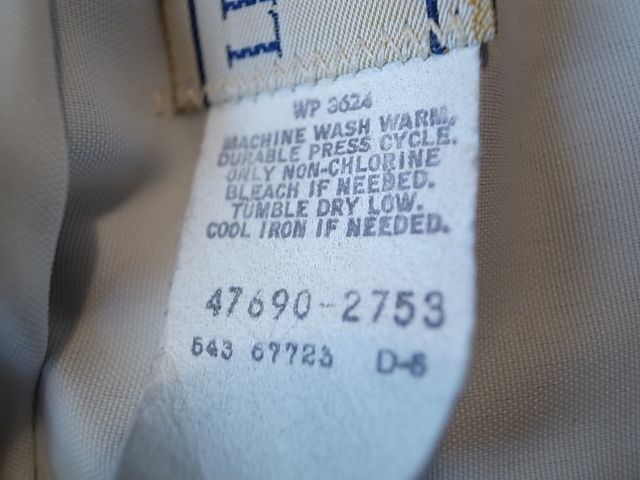 WP 3624
MACHINE WASH WARM,
DURABLE PRESS CYCLE.
ONLY NON-CHLORINE
BLEACH IF NEEDED.
TUMBLE DRY LOW.
COOL IRON IF NEEDED.
47690-2753
543 67723 D-6